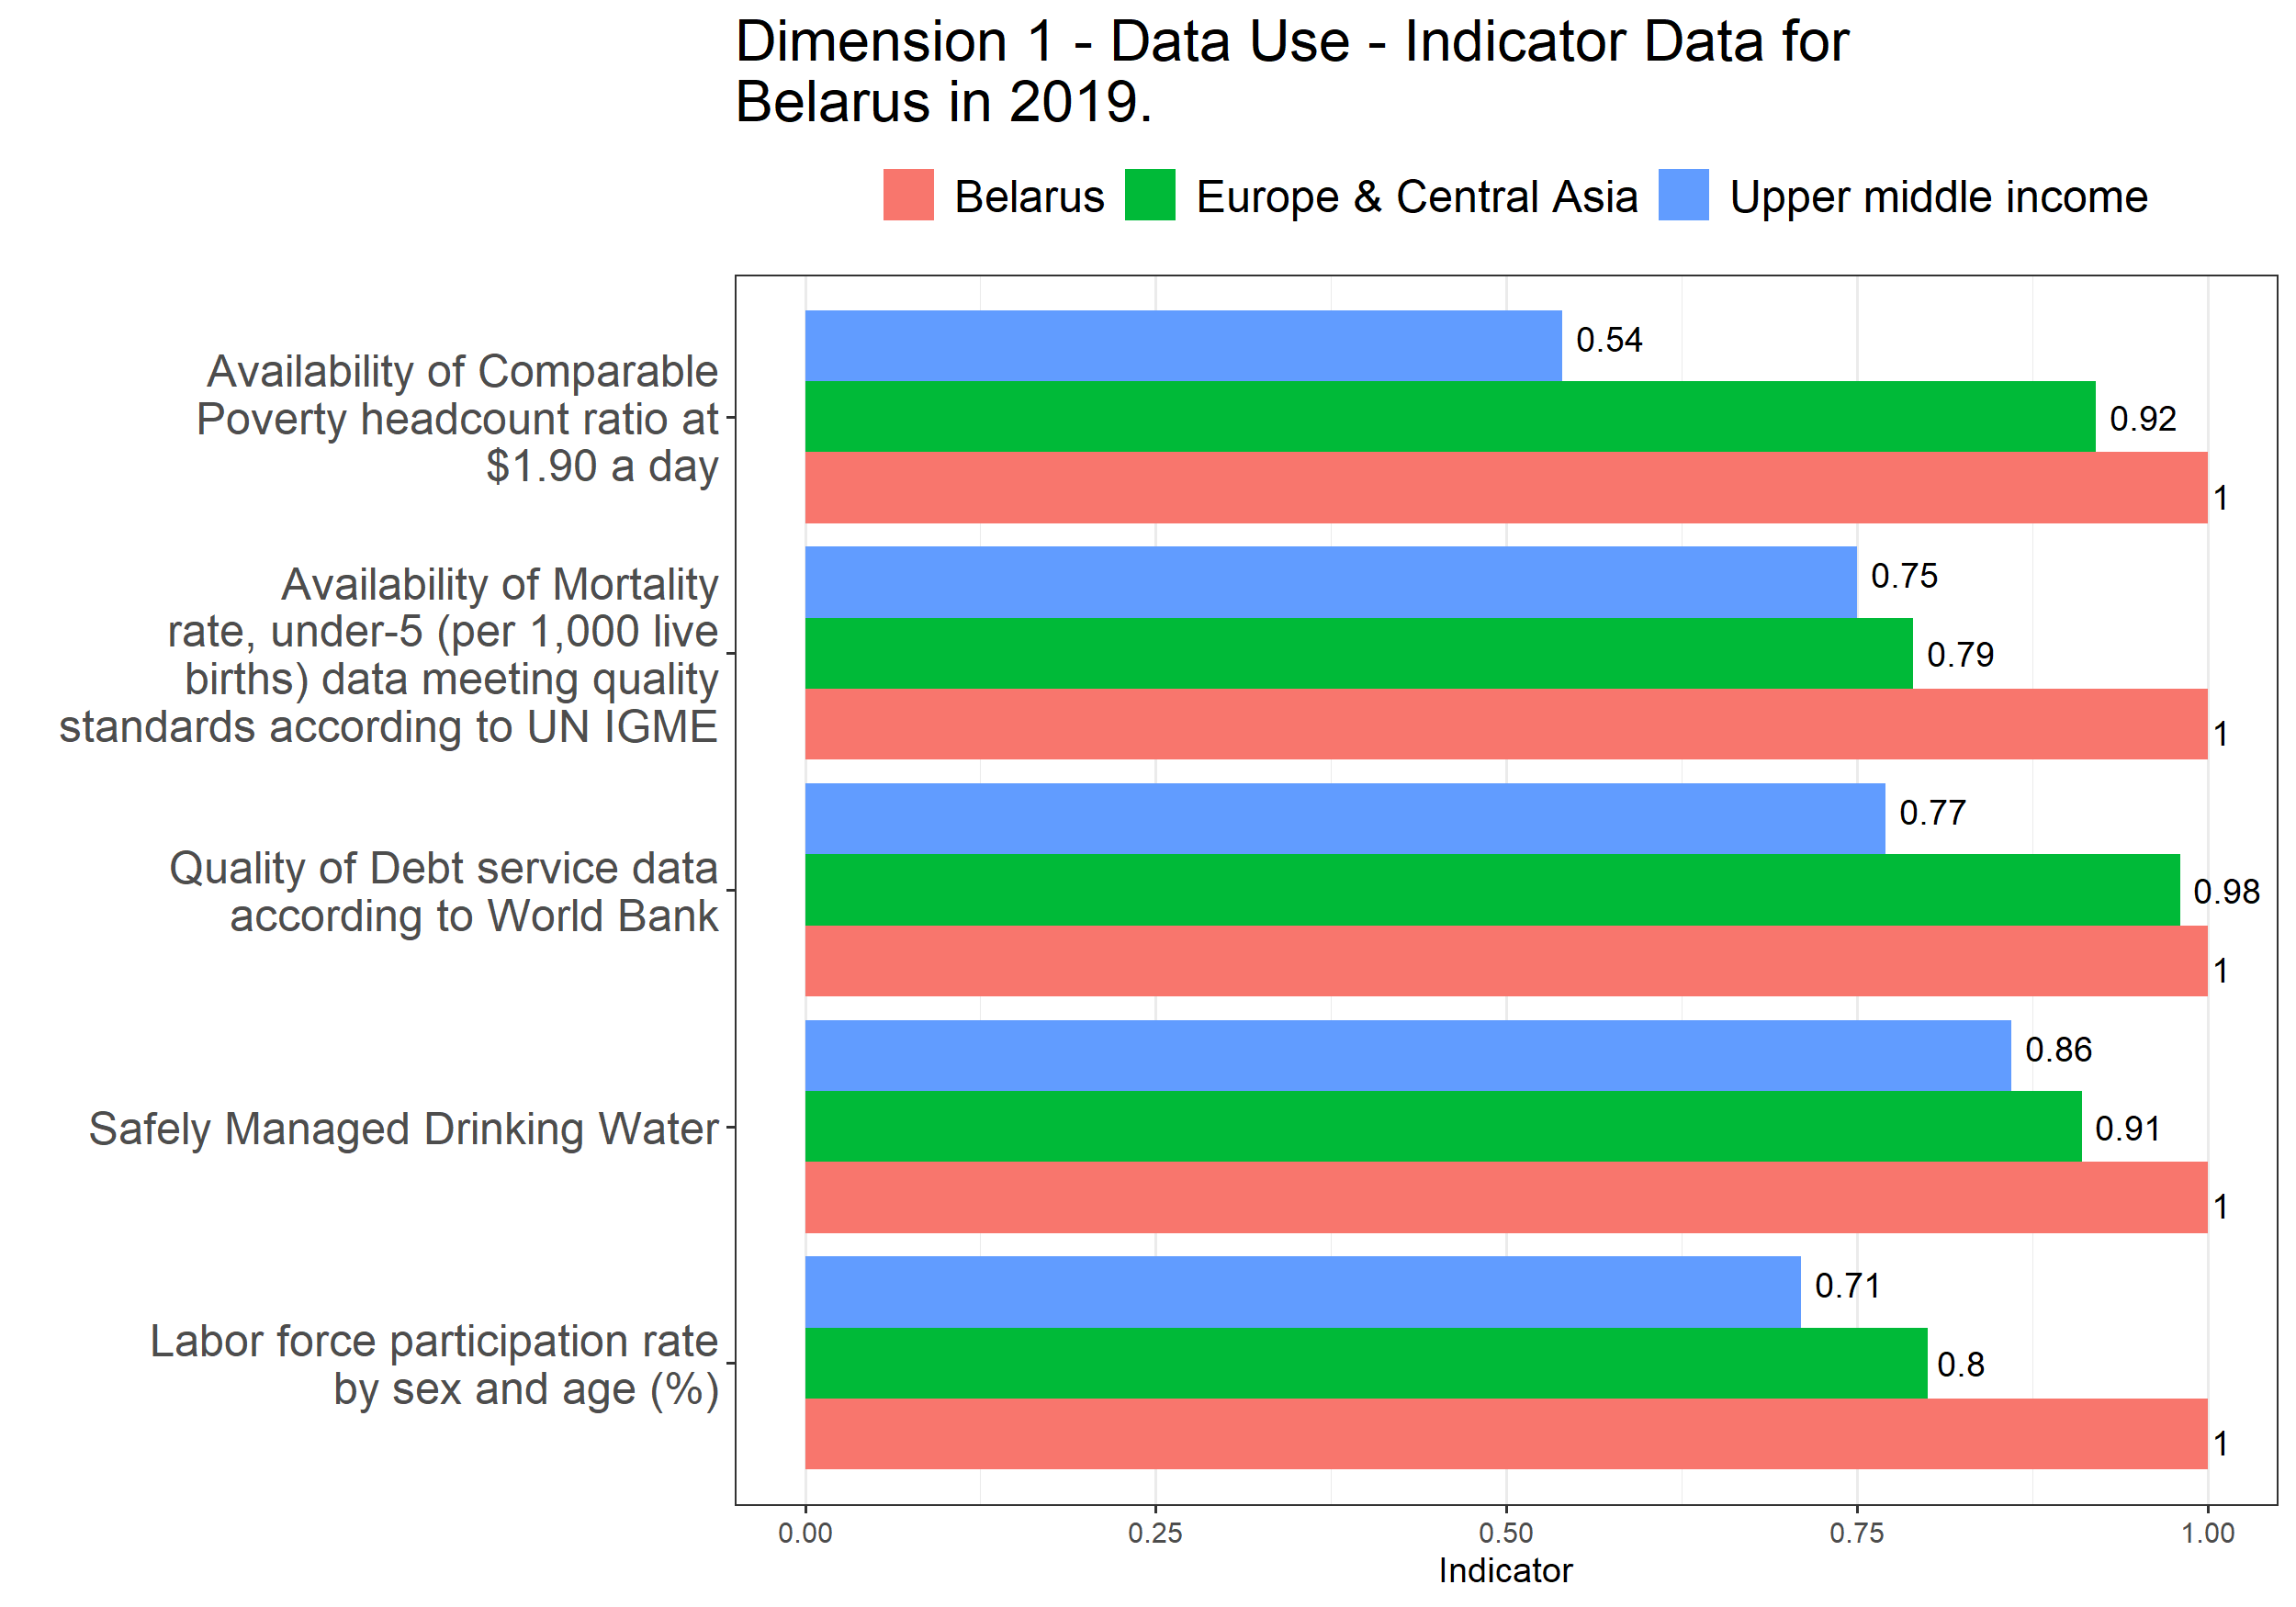 Dimension 1 - Data Use - Indicator Data for
Belarus in 2019.
Belarus
Europe & Central Asia
Upper middle income
Availability of Comparable
Poverty headcount ratio at
$1.90 a day
0.54
0.92
1
Availability of Mortality
rate, under-5 (per 1,000 live
births) data meeting quality
standards according to UN IGME
0.75
0.79
1
Quality of Debt service data
according to World Bank
0.77
0.98
1
Safely Managed Drinking Water
0.86
0.91
1
Labor force participation rate
by sex and age (%)
0.71
0.8
1
0.00
0.25
0.50
0.75
1.00
Indicator